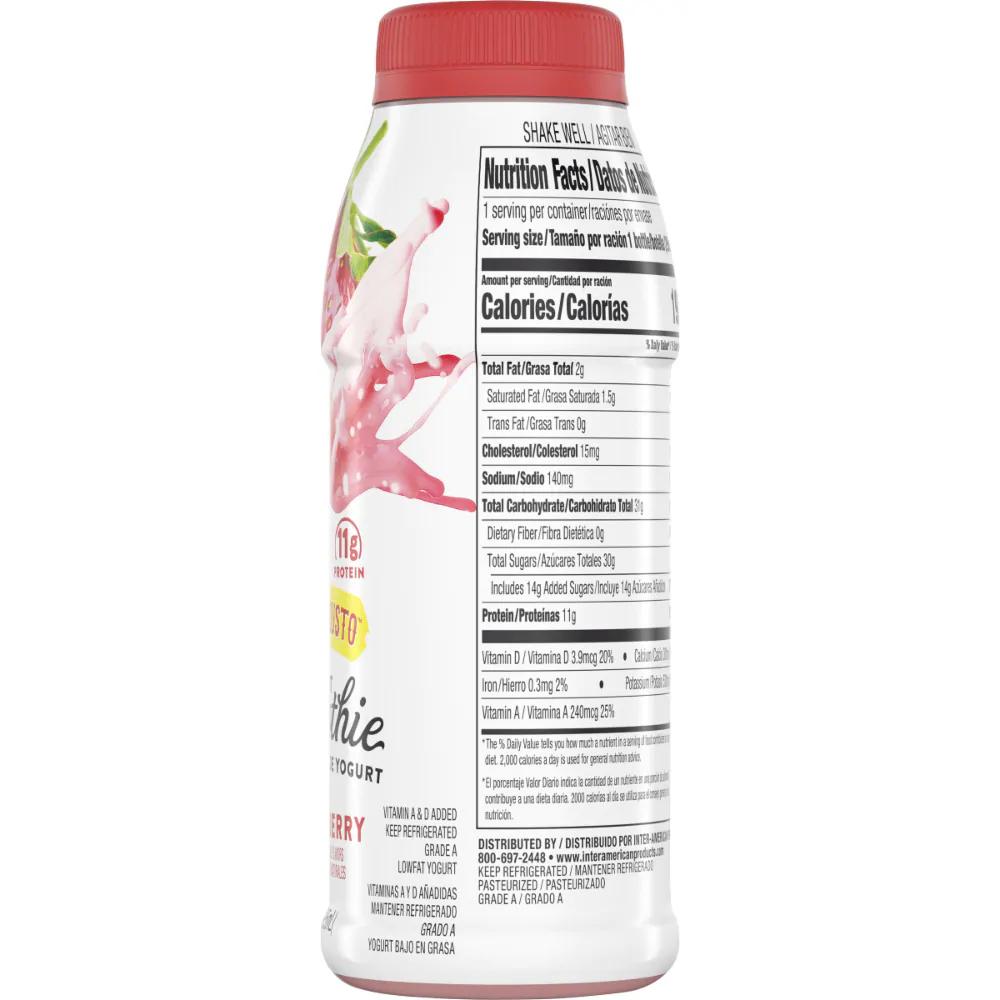 SHAKE WELL / AGITAR BIEN
Nutrition Facts / Datos de
1 serving per container/raciónes por envase
Serving size/Tamaño por ración 1 bottle/Botella
Amount per serving/Cantidad por ración
Calories/Calorías
% Daily Value*
Total Fat/Grasa Total 2g
Saturated Fat/Grasa Saturada 1.5g
Trans Fat/Grasa Trans 0g
Cholesterol/Colesterol 15mg
Sodium/Sodio 140mg
Total Carbohydrate/Carbohidrato Total 31g
Dietary Fiber/Fibra Dietética 0g
Total Sugars/Azúcares Totales 30g
Includes 14g Added Sugars/Incluye 14g Azúcares Añadidos
Protein/Proteínas 11g
Vitamin D / Vitamina D 3.9mcg 20% • Calcium/Calcio
Iron/Hierro 0.3mg 2% • Potassium/Potasio
Vitamin A / Vitamina A 240mcg 25%
*The % Daily Value tells you how much a nutrient in a serving of food
diet. 2,000 calories a day is used for general nutrition advice.
*El porcentaje Valor Diario indica la cantidad de un nutriente en una porción de
contribuye a una dieta diaria. 2000 calorías al día se utiliza para el consejo
nutrición.
DISTRIBUTED BY / DISTRIBUIDO POR INTER-AMERICAN
800-697-2448 • www.interamericanproducts.com
KEEP REFRIGERATED / MANTENER REFRIGERADO
PASTEURIZED / PASTEURIZADO
GRADE A / GRADO A
11g
PROTEIN
USTO™
thie
E YOGURT
ERRY
VITAMIN A & D ADDED
KEEP REFRIGERATED
GRADE A
LOWFAT YOGURT
VITAMINAS A Y D AÑADIDAS
MANTENER REFRIGERADO
GRADO A
YOGURT BAJO EN GRASA